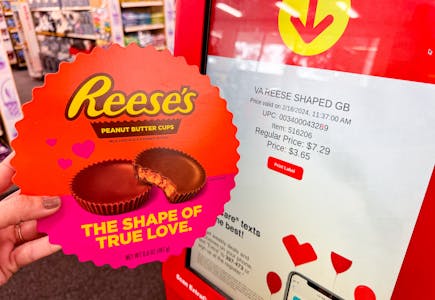 Reese's
PEANUT BUTTER CUPS
THE SHAPE OF
TRUE LOVE.
VA REESE SHAPED GB
Price valid on 2/16/2024, 11:37:00 AM
UPC: 003400043289
Item: 516206
Regular Price: $7.29
Price: $3.65
Print Label
texts
he best!